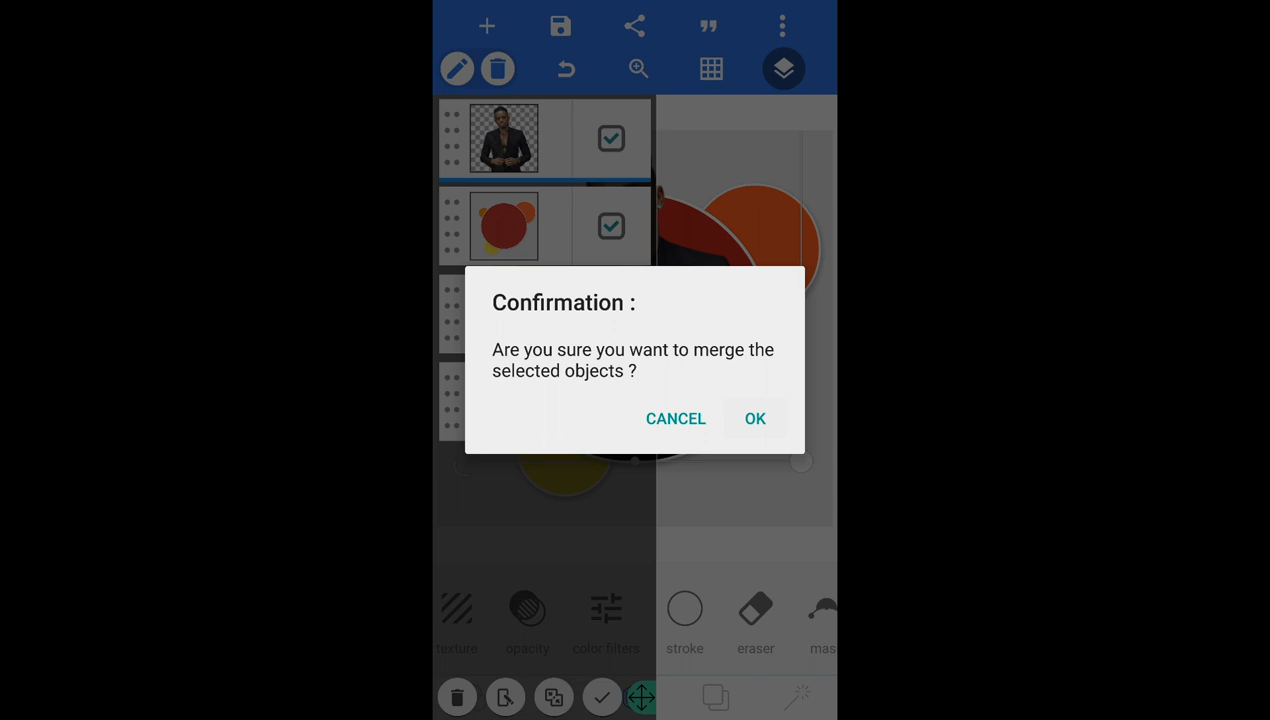 Confirmation :
Are you sure you want to merge the
selected objects ?
CANCEL OK
texture opacity color filters stroke eraser mas